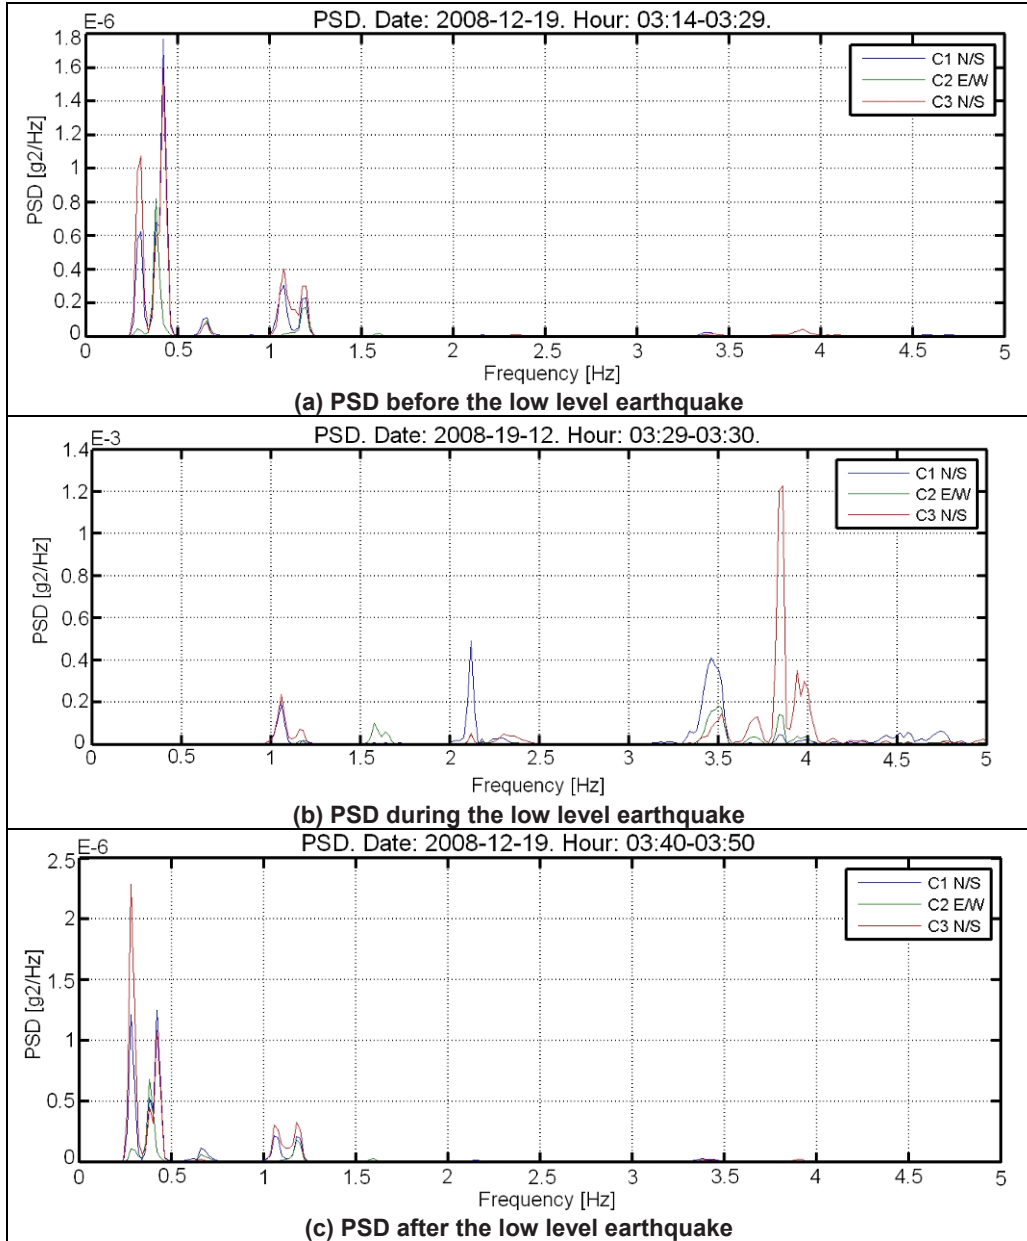 PSD. Date: 2008-12-19. Hour: 03:14-03:29.
E-6
1.8
1.6
1.4
1.2
1
0.8
0.6
0.4
0.2
0
PSD [g2/Hz]
C1 N/S
C2 E/W
C3 N/S
0 0.5 1 1.5 2 2.5 3 3.5 4 4.5 5
Frequency [Hz]
(a) PSD before the low level earthquake
PSD. Date: 2008-19-12. Hour: 03:29-03:30.
E-3
1.4
1.2
1
0.8
0.6
0.4
0.2
0
PSD [g2/Hz]
C1 N/S
C2 E/W
C3 N/S
0 0.5 1 1.5 2 2.5 3 3.5 4 4.5 5
Frequency [Hz]
(b) PSD during the low level earthquake
PSD. Date: 2008-12-19. Hour: 03:40-03:50
E-6
2.5
2
1.5
1
0.5
0
PSD [g2/Hz]
C1 N/S
C2 E/W
C3 N/S
0 0.5 1 1.5 2 2.5 3 3.5 4 4.5 5
Frequency [Hz]
(c) PSD after the low level earthquake